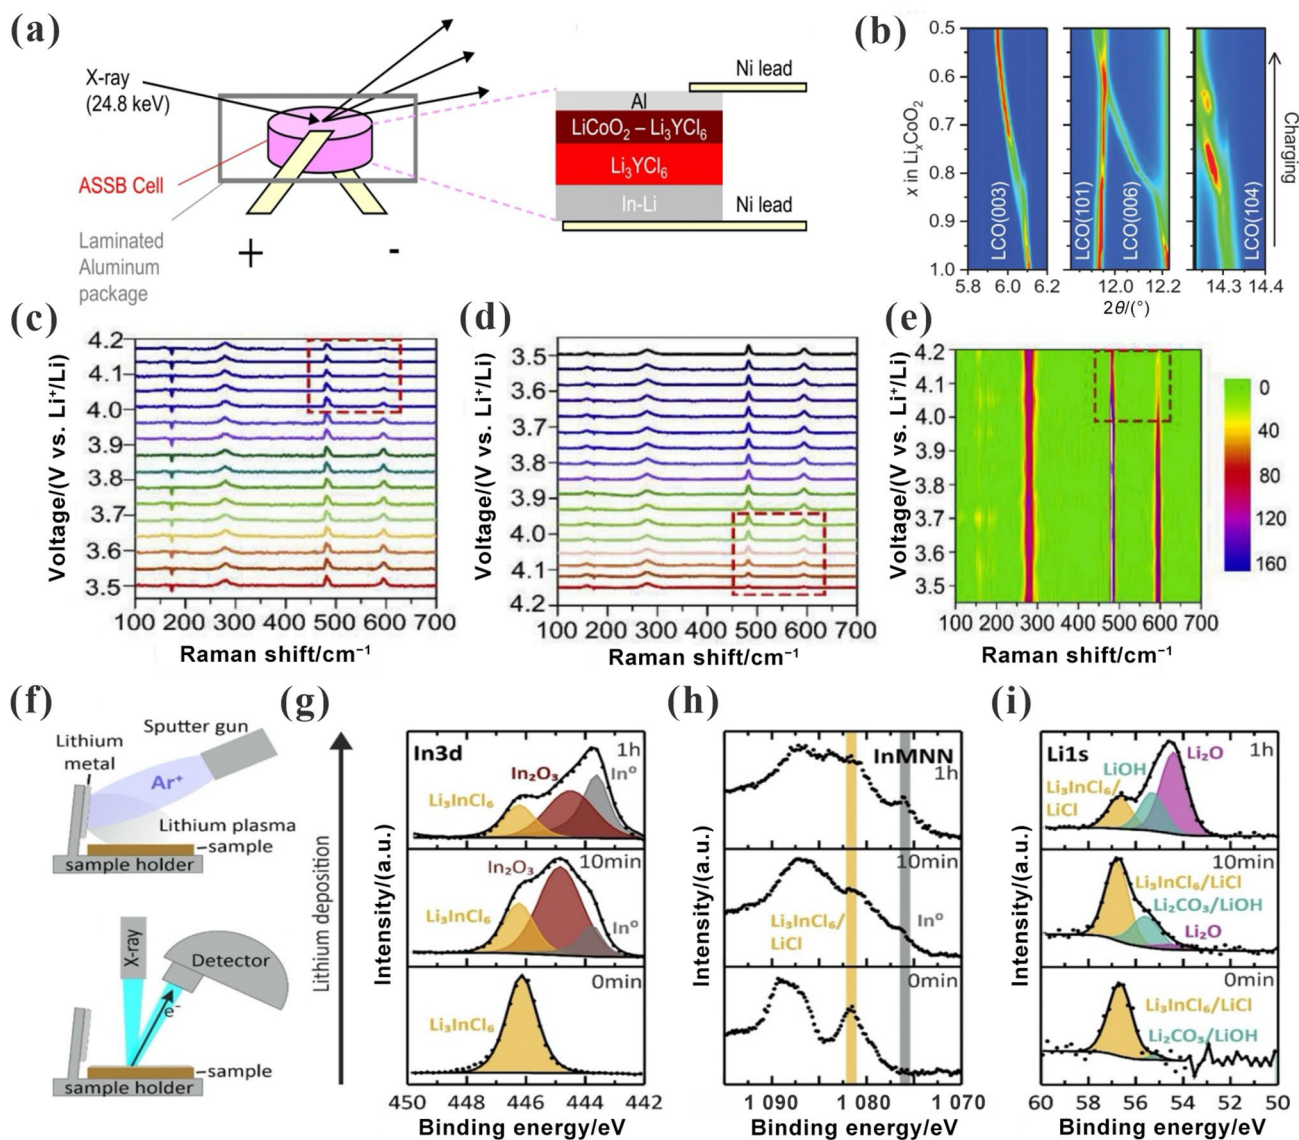 (a)
X-ray
(24.8 keV)
ASSB Cell
Laminated
Aluminum
package
+
-
Ni lead
Al
LiCoO₂ – Li₃YCl₆
Li₃YCl₆
In-Li
Ni lead
(b)
x in LiₓCoO₂
0.5
0.6
0.7
0.8
0.9
1.0
LCO(003)
LCO(101)
LCO(006)
LCO(104)
Charging
5.8 6.0 6.2 12.0 12.2 14.3 14.4
2θ/(°)
(c)
Voltage/(V vs. Li⁺/Li)
4.2
4.1
4.0
3.9
3.8
3.7
3.6
3.5
100 200 300 400 500 600 700
Raman shift/cm⁻¹
(d)
Voltage/(V vs. Li⁺/Li)
3.5
3.6
3.7
3.8
3.9
4.0
4.1
4.2
100 200 300 400 500 600 700
Raman shift/cm⁻¹
(e)
Voltage/(V vs. Li⁺/Li)
4.2
4.1
4.0
3.9
3.8
3.7
3.6
3.5
100 200 300 400 500 600 700
Raman shift/cm⁻¹
0
40
80
120
160
(f)
Sputter gun
Lithium
metal
Ar⁺
Lithium plasma
sample
sample holder
X-ray
Detector
e⁻
sample
sample holder
Lithium deposition
(g)
Intensity/(a.u.)
In3d
1h
In₂O₃
In⁰
Li₃InCl₆
10min
In₂O₃
Li₃InCl₆
In⁰
0min
Li₃InCl₆
450 448 446 444 442
Binding energy/eV
(h)
Intensity/(a.u.)
InMNN
1h
10min
Li₃InCl₆/
LiCl
In⁰
0min
1 090 1 080 1 070
Binding energy/eV
(i)
Intensity/(a.u.)
Li1s
1h
Li₂O
LiOH
Li₃InCl₆/
LiCl
10min
Li₃InCl₆/LiCl
Li₂CO₃/LiOH
Li₂O
0min
Li₃InCl₆/LiCl
Li₂CO₃/LiOH
60 58 56 54 52 50
Binding energy/eV